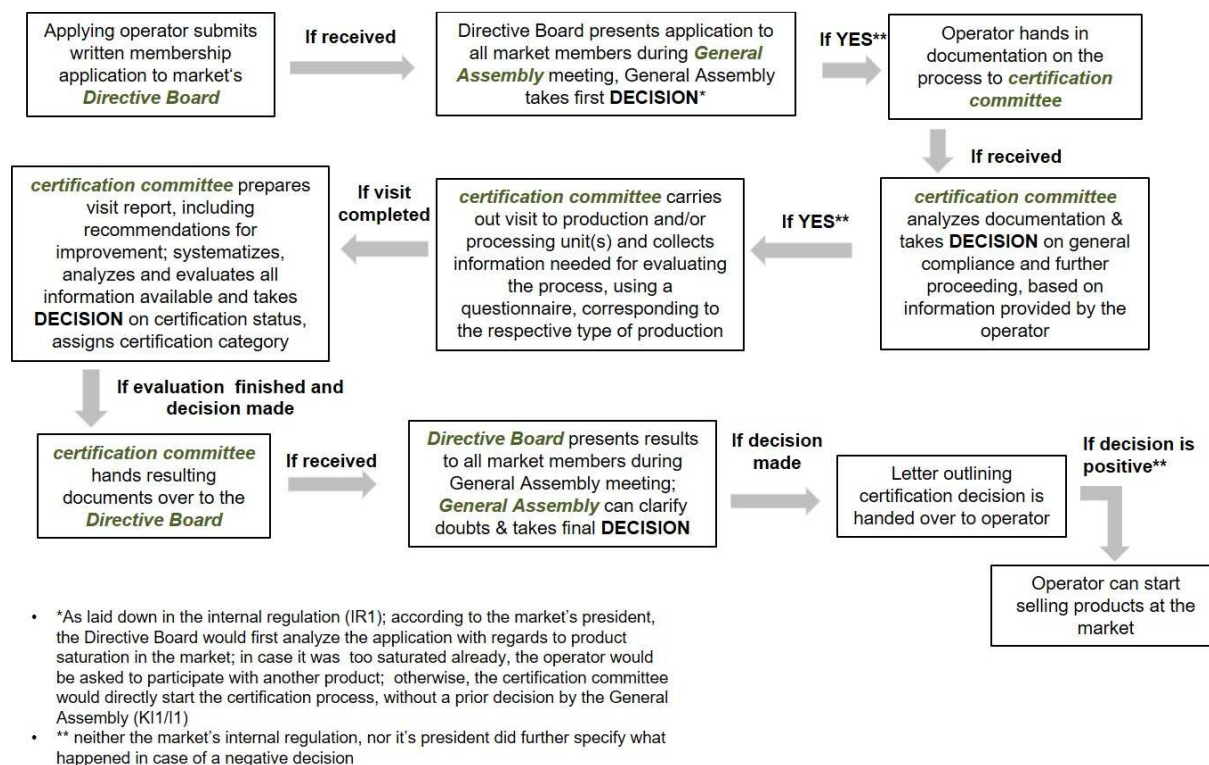 Applying operator submits
written membership
application to market's
Directive Board
If received
Directive Board presents application to
all market members during General
Assembly meeting, General Assembly
takes first DECISION*
If YES**
Operator hands in
documentation on the
process to certification
committee
If received
certification committee
analyzes documentation &
takes DECISION on general
compliance and further
proceeding, based on
information provided by the
operator
If YES**
certification committee carries
out visit to production and/or
processing unit(s) and collects
information needed for evaluating
the process, using a
questionnaire, corresponding to
the respective type of production
If visit
completed
certification committee prepares
visit report, including
recommendations for
improvement; systematizes,
analyzes and evaluates all
information available and takes
DECISION on certification status,
assigns certification category
If evaluation finished and
decision made
certification committee
hands resulting
documents over to the
Directive Board
If received
Directive Board presents results
to all market members during
General Assembly meeting;
General Assembly can clarify
doubts & takes final DECISION
If decision
made
Letter outlining
certification decision is
handed over to operator
If decision is
positive**
Operator can start
selling products at the
market
• *As laid down in the internal regulation (IR1); according to the market's president,
the Directive Board would first analyze the application with regards to product
saturation in the market; in case it was too saturated already, the operator would
be asked to participate with another product; otherwise, the certification committee
would directly start the certification process, without a prior decision by the General
Assembly (KI1/I1)
• ** neither the market's internal regulation, nor it's president did further specify what
happened in case of a negative decision